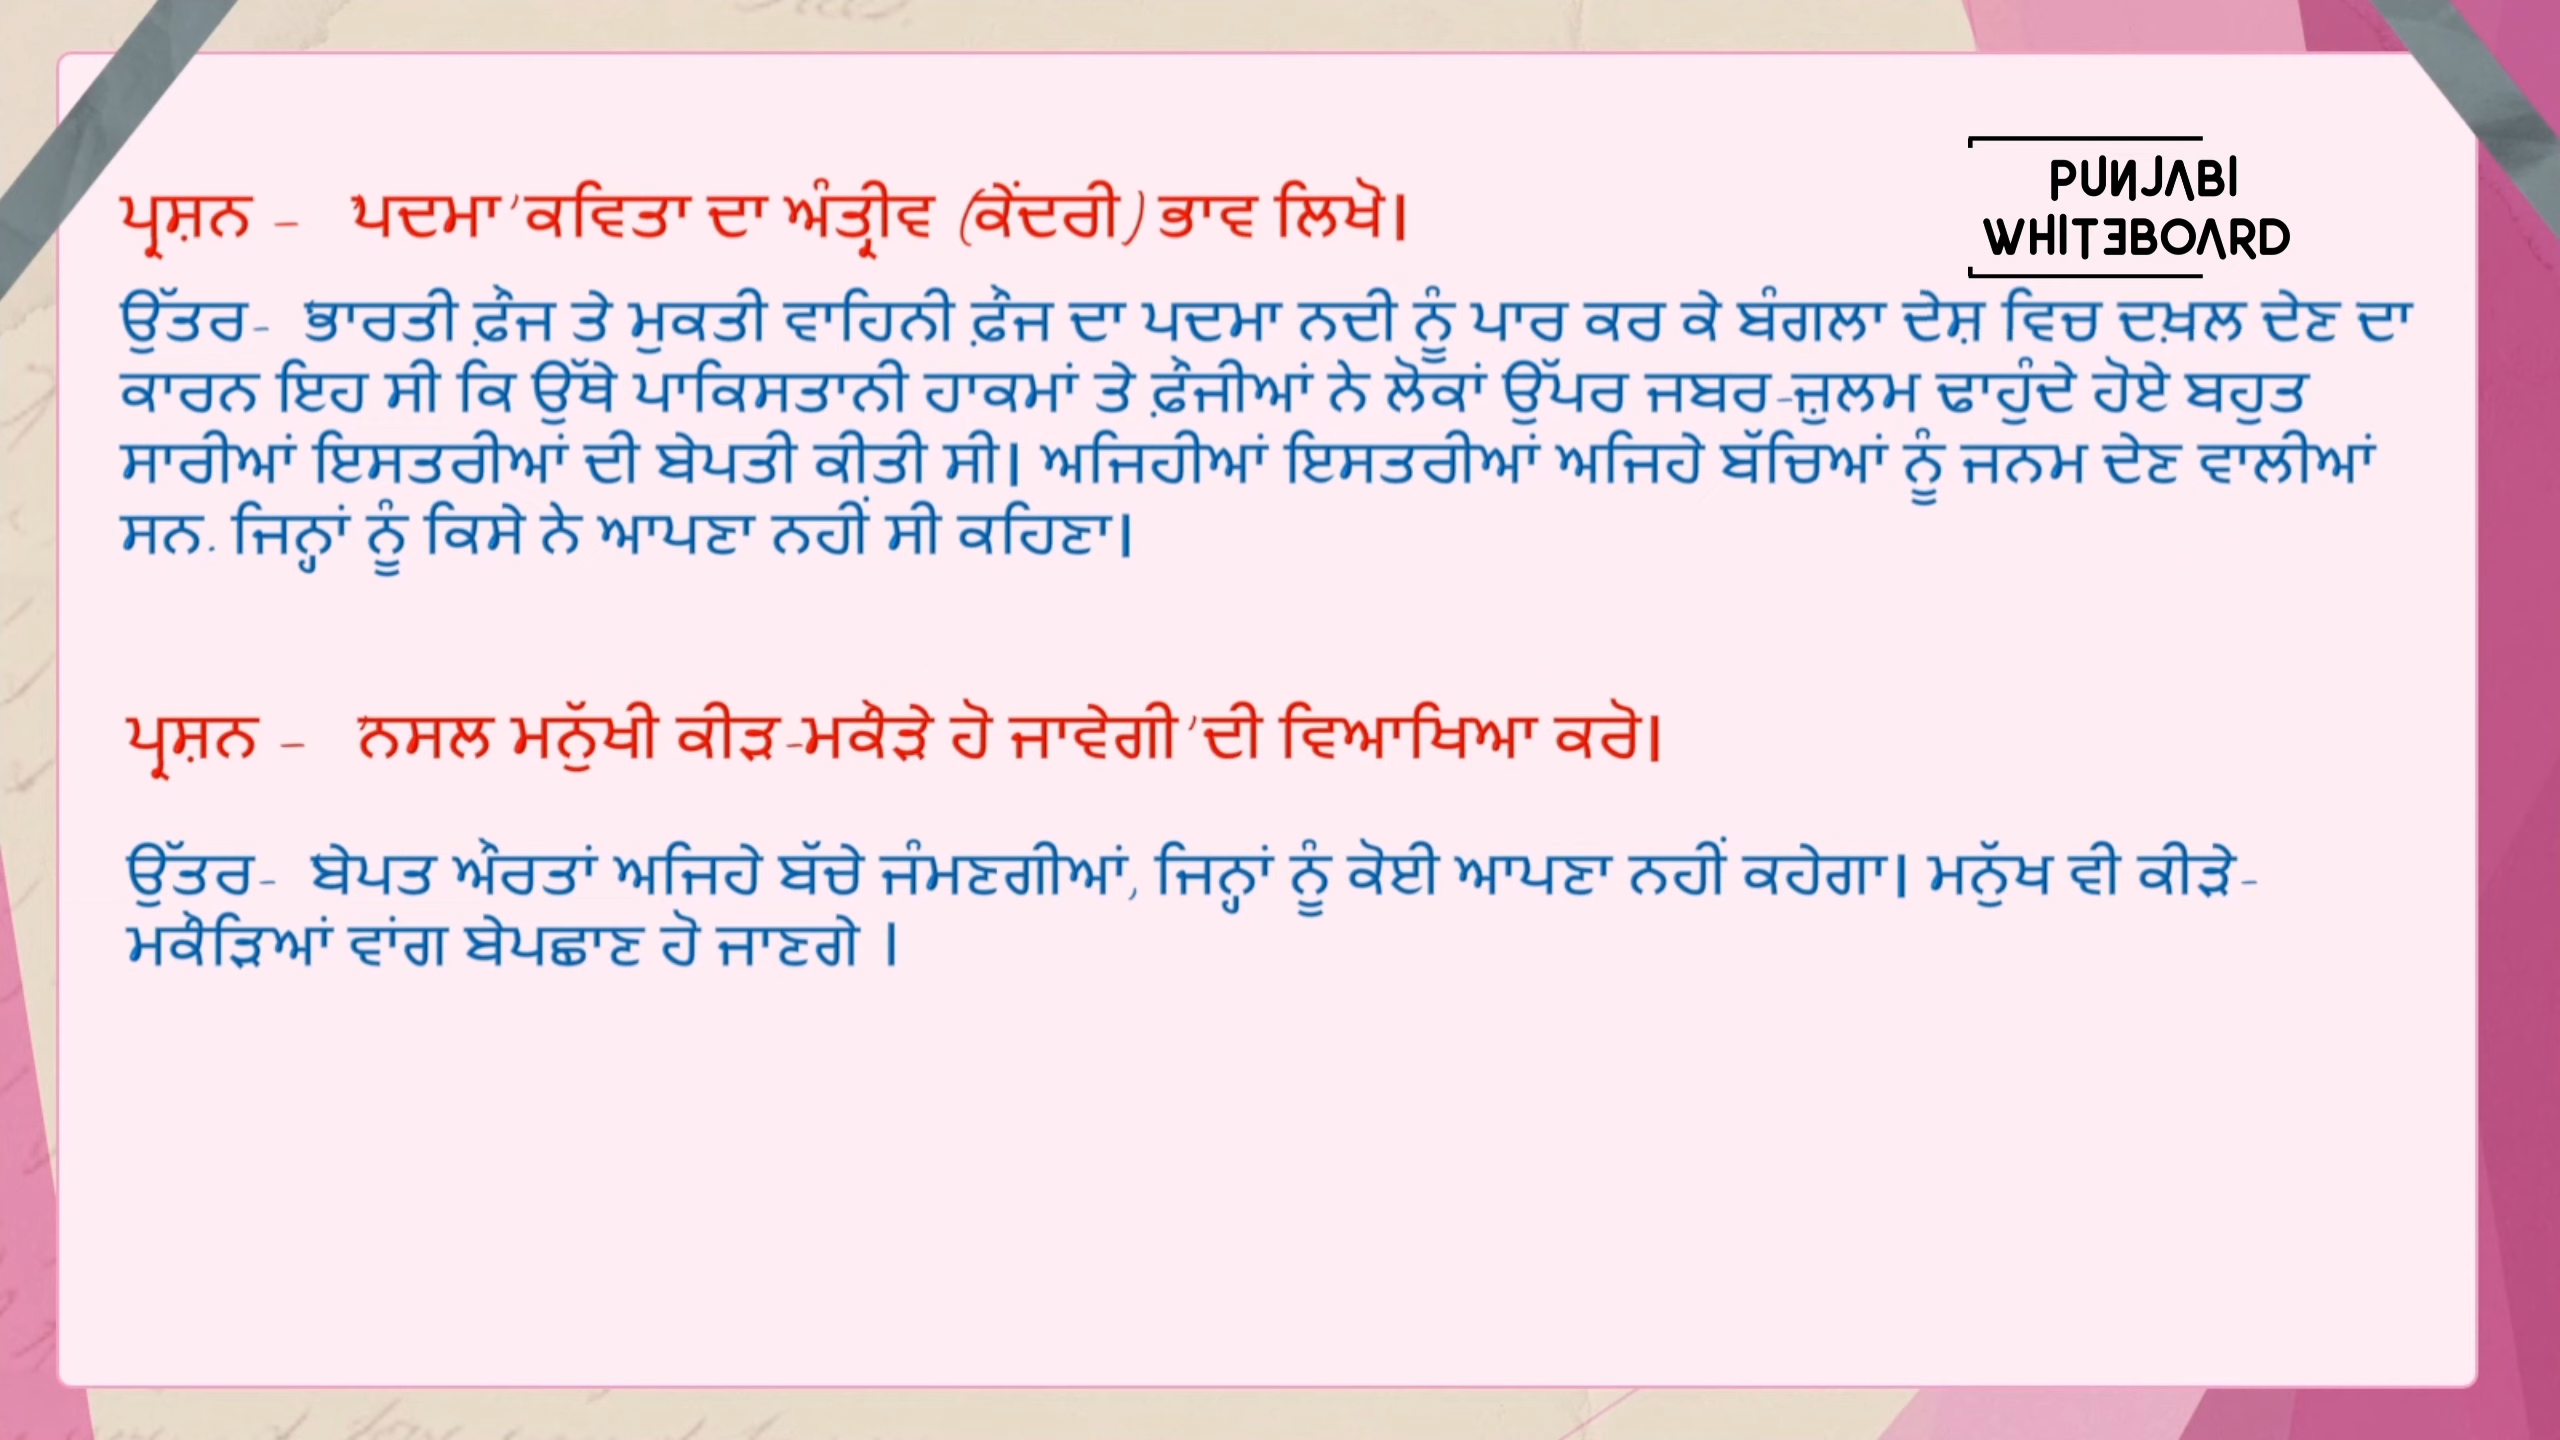 PUNJABI
WHITEBOARD
ਪ੍ਰਸ਼ਨ – 'ਪਦਮਾ' ਕਵਿਤਾ ਦਾ ਅੰਤ੍ਰੀਵ (ਕੇਂਦਰੀ) ਭਾਵ ਲਿਖੋ।
ਉੱਤਰ- ਭਾਰਤੀ ਫ਼ੌਜ ਤੇ ਮੁਕਤੀ ਵਾਹਿਨੀ ਫ਼ੌਜ ਦਾ ਪਦਮਾ ਨਦੀ ਨੂੰ ਪਾਰ ਕਰ ਕੇ ਬੰਗਲਾ ਦੇਸ਼ ਵਿਚ ਦਖ਼ਲ ਦੇਣ ਦਾ
ਕਾਰਨ ਇਹ ਸੀ ਕਿ ਉੱਥੇ ਪਾਕਿਸਤਾਨੀ ਹਾਕਮਾਂ ਤੇ ਫ਼ੌਜੀਆਂ ਨੇ ਲੋਕਾਂ ਉੱਪਰ ਜਬਰ-ਜ਼ੁਲਮ ਢਾਹੁੰਦੇ ਹੋਏ ਬਹੁਤ
ਸਾਰੀਆਂ ਇਸਤਰੀਆਂ ਦੀ ਬੇਪਤੀ ਕੀਤੀ ਸੀ। ਅਜਿਹੀਆਂ ਇਸਤਰੀਆਂ ਅਜਿਹੇ ਬੱਚਿਆਂ ਨੂੰ ਜਨਮ ਦੇਣ ਵਾਲੀਆਂ
ਸਨ. ਜਿਨ੍ਹਾਂ ਨੂੰ ਕਿਸੇ ਨੇ ਆਪਣਾ ਨਹੀਂ ਸੀ ਕਹਿਣਾ।
ਪ੍ਰਸ਼ਨ – 'ਨਸਲ ਮਨੁੱਖੀ ਕੀੜ-ਮਕੌੜੇ ਹੋ ਜਾਵੇਗੀ' ਦੀ ਵਿਆਖਿਆ ਕਰੋ।
ਉੱਤਰ- ਬੇਪਤ ਔਰਤਾਂ ਅਜਿਹੇ ਬੱਚੇ ਜੰਮਣਗੀਆਂ, ਜਿਨ੍ਹਾਂ ਨੂੰ ਕੋਈ ਆਪਣਾ ਨਹੀਂ ਕਹੇਗਾ। ਮਨੁੱਖ ਵੀ ਕੀੜੇ-
ਮਕੌੜਿਆਂ ਵਾਂਗ ਬੇਪਛਾਣ ਹੋ ਜਾਣਗੇ ।